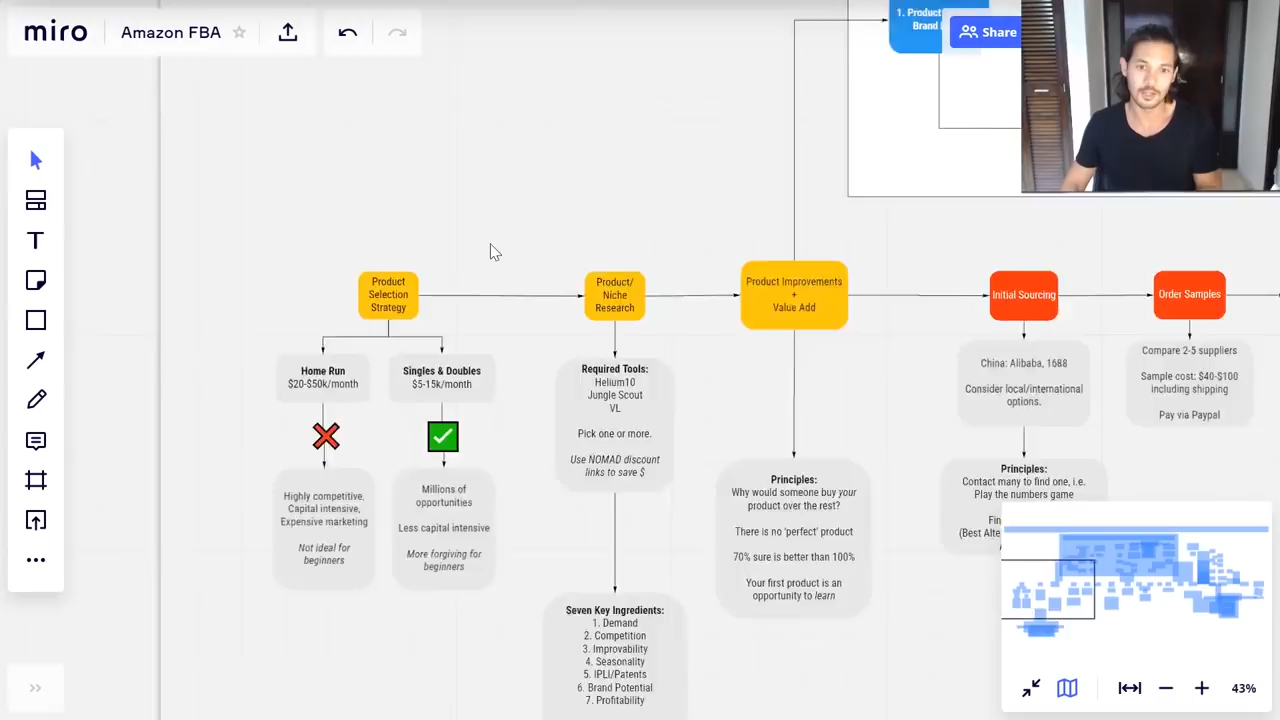 miro
Amazon FBA
Share
1. Product
Brand
Product
Selection
Strategy
Home Run
$20-$50k/month
Singles & Doubles
$5-15k/month
Highly competitive,
Capital intensive,
Expensive marketing
Not ideal for
beginners
Millions of
opportunities
Less capital intensive
More forgiving for
beginners
Product/
Niche
Research
Required Tools:
Helium10
Jungle Scout
VL
Pick one or more.
Use NOMAD discount
links to save $
Seven Key Ingredients:
1. Demand
2. Competition
3. Improvability
4. Seasonality
5. IPLI/Patents
6. Brand Potential
7. Profitability
Product Improvements
+
Value Add
Principles:
Why would someone buy your
product over the rest?
There is no 'perfect' product
70% sure is better than 100%
Your first product is an
opportunity to learn
Initial Sourcing
China: Alibaba, 1688
Consider local/international
options.
Principles:
Contact many to find one, i.e.
Play the numbers game
(Best
Order Samples
Compare 2-5 suppliers
Sample cost: $40-$100
including shipping
Pay via Paypal
43%